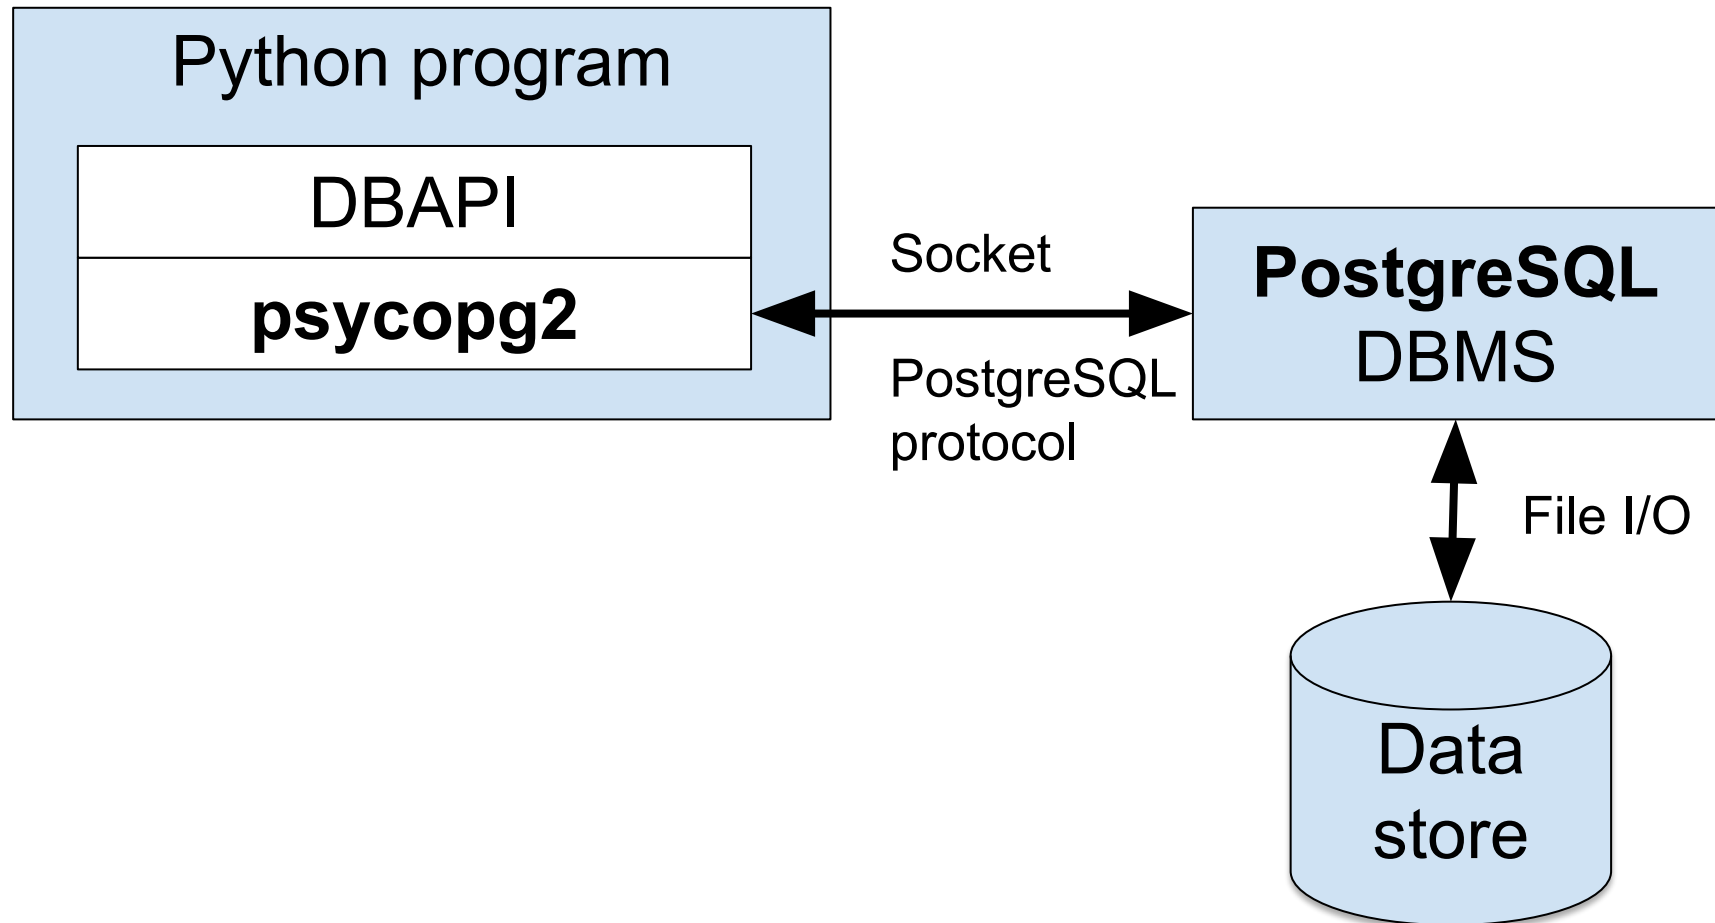 Python program
DBAPI
psycopg2
Socket
PostgreSQL
protocol
PostgreSQL
DBMS
File I/O
Data
store